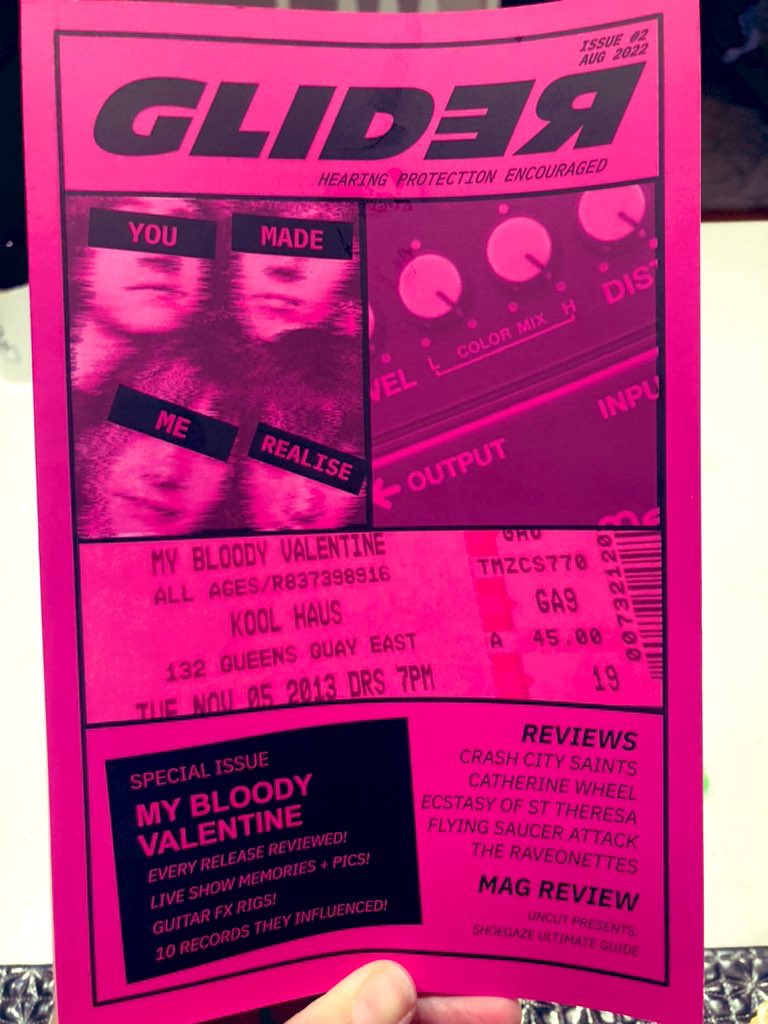 ISSUE #2
AUG 2022
GLIDER
HEARING PROTECTION ENCOURAGED
YOU
MADE
ME
REALISE
VEL
L COLOR MIX H
DIST
INPU
← OUTPUT
MY BLOODY VALENTINE
ALL AGES/R837398916
KOOL HAUS
132 QUEENS QUAY EAST
TUE NOV 05 2013 DRS 7PM
TMZCS770
GA9
A 45.00
19
007321201
SPECIAL ISSUE
MY BLOODY
VALENTINE
EVERY RELEASE REVIEWED!
LIVE SHOW MEMORIES + PICS!
GUITAR FX RIGS!
10 RECORDS THEY INFLUENCED!
REVIEWS
CRASH CITY SAINTS
CATHERINE WHEEL
ECSTASY OF ST THERESA
FLYING SAUCER ATTACK
THE RAVEONETTES
MAG REVIEW
UNCUT PRESENTS:
SHOEGAZE ULTIMATE GUIDE